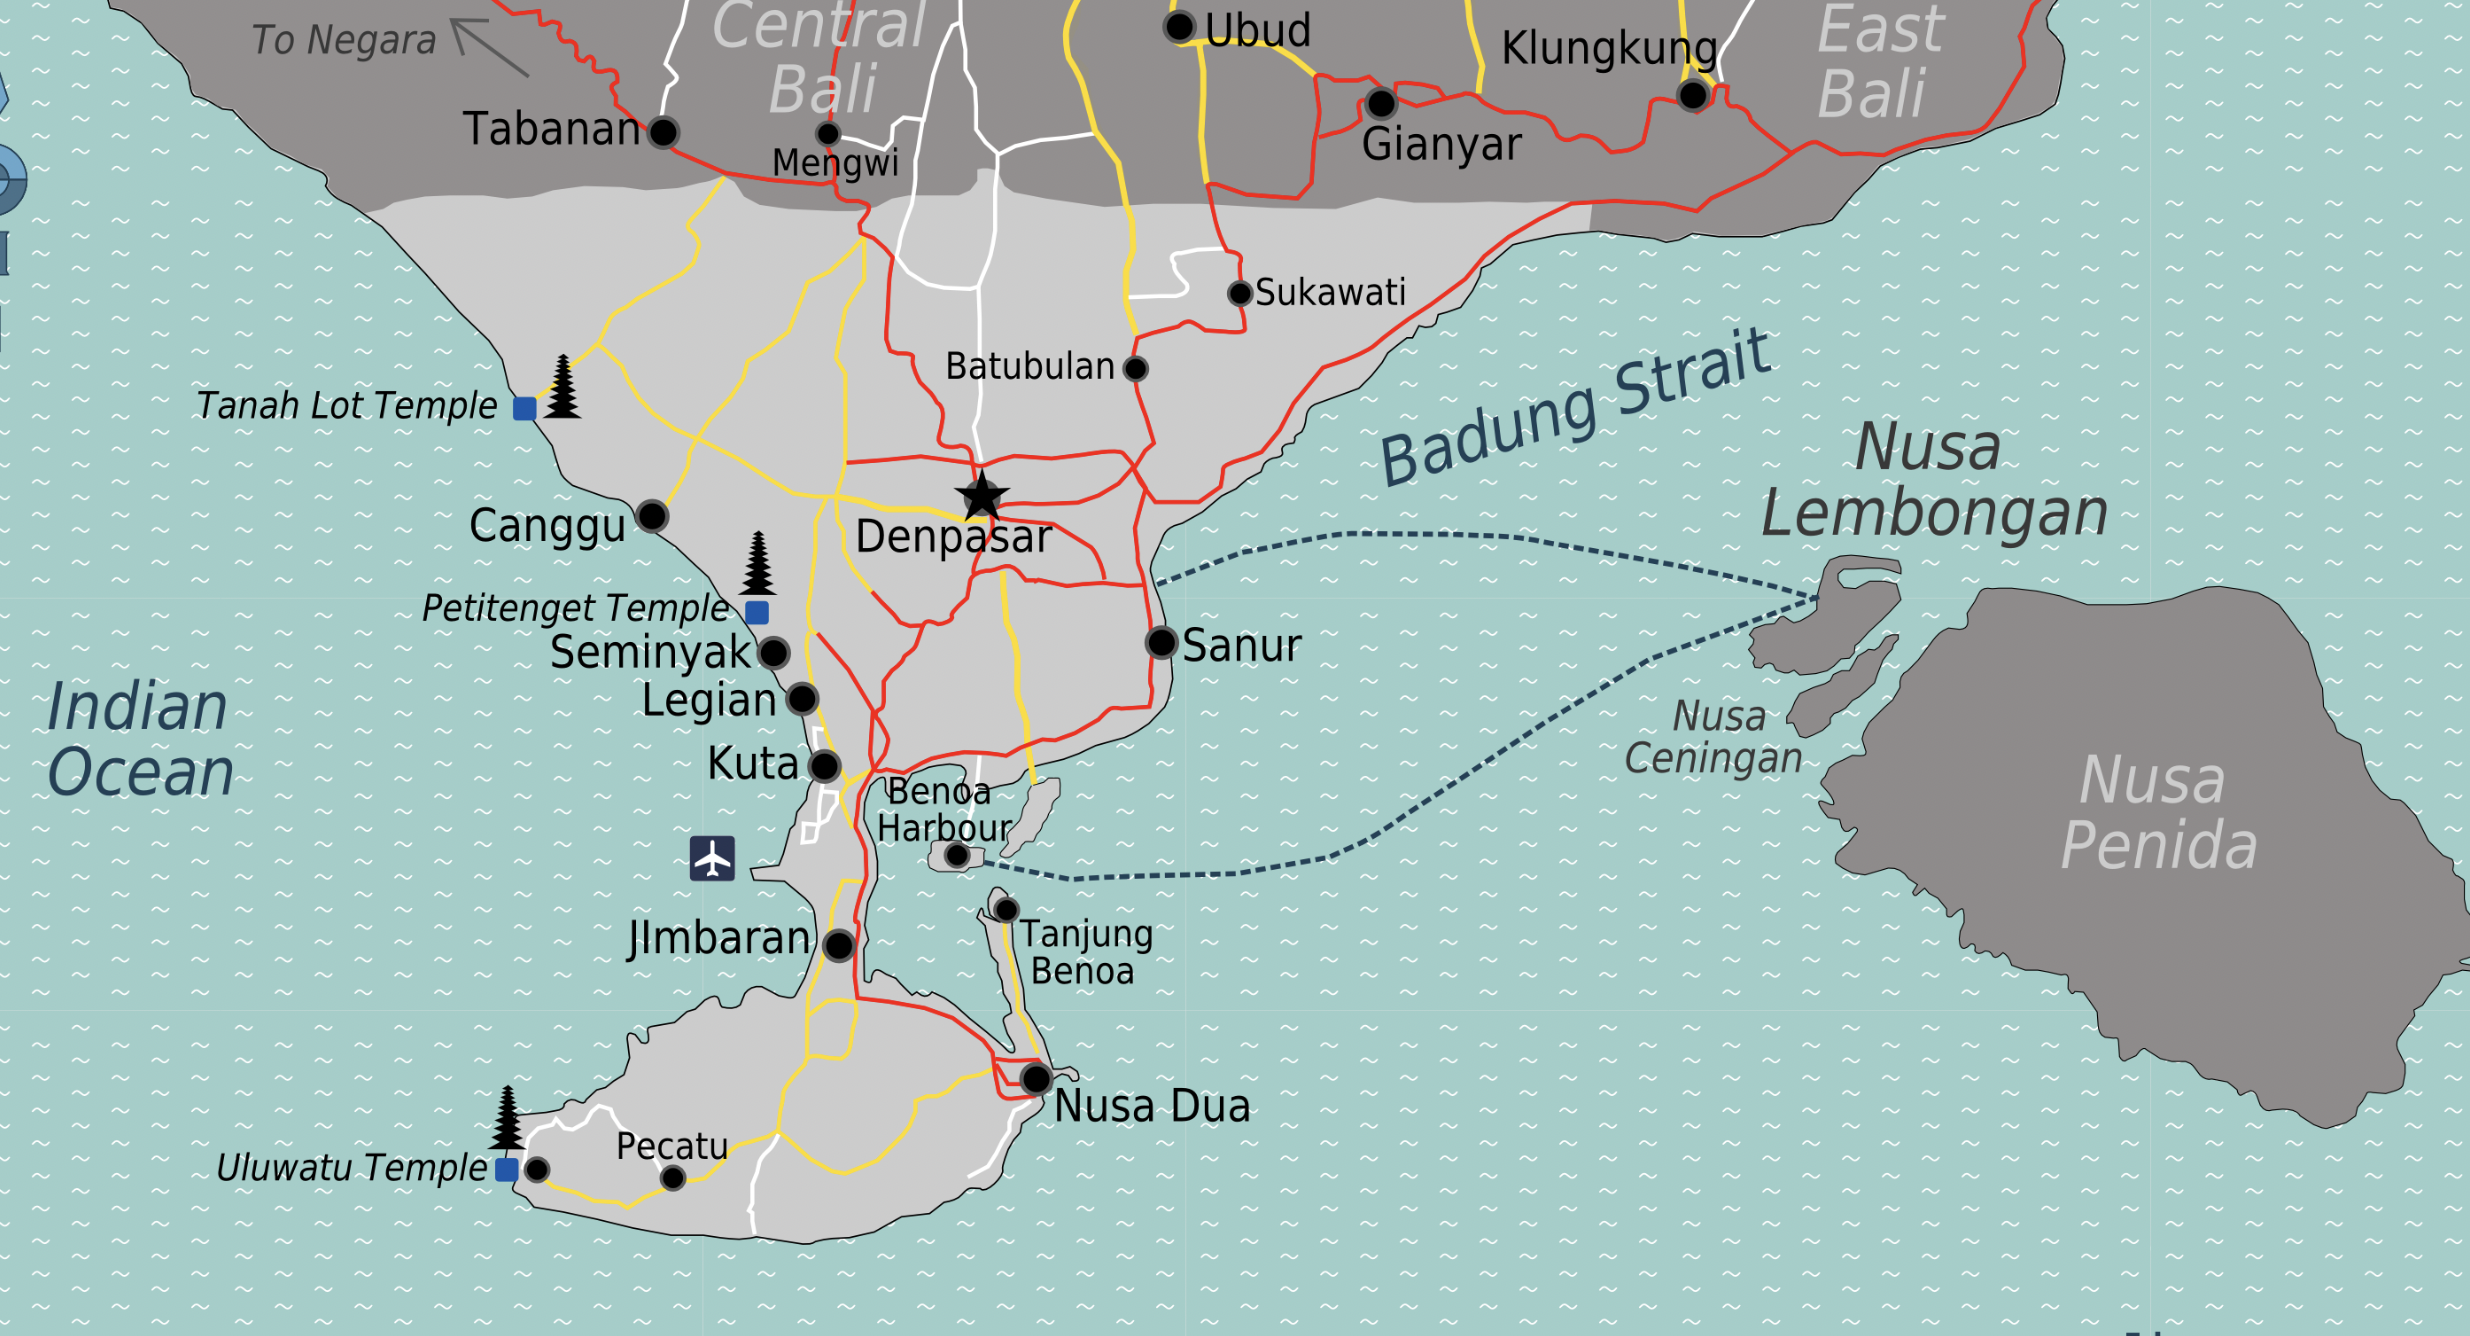 To Negara
Central
Bali
Ubud
Klungkung
East
Bali
Tabanan
Mengwi
Gianyar
Sukawati
Batubulan
Badung Strait
Tanah Lot Temple
Nusa
Lembongan
Canggu
Denpasar
Petitenget Temple
Seminyak
Sanur
Legian
Indian
Ocean
Nusa
Ceningan
Kuta
Benoa
Harbour
Nusa
Penida
JImbaran
Tanjung
Benoa
Nusa Dua
Pecatu
Uluwatu Temple